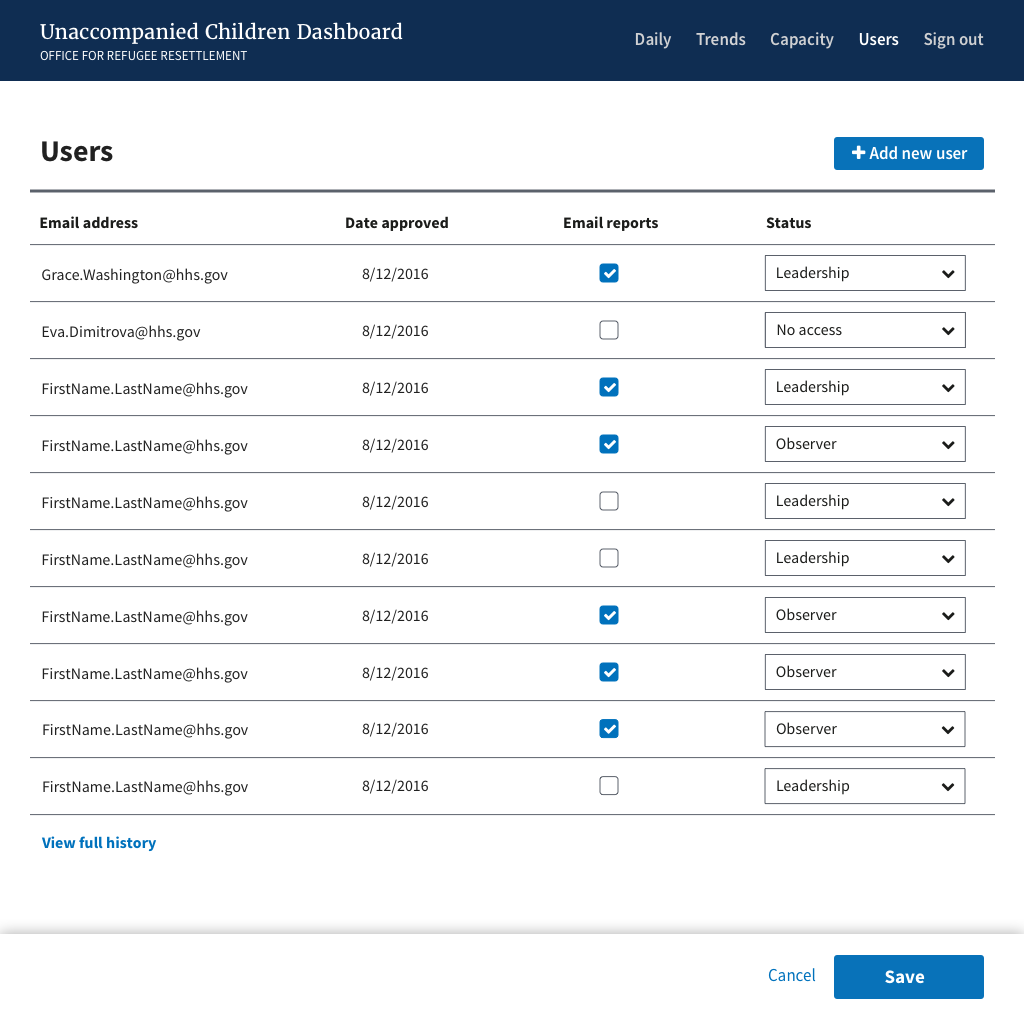 Unaccompanied Children Dashboard
OFFICE FOR REFUGEE RESETTLEMENT
Daily Trends Capacity Users Sign out
Users
Add new user
Email address Date approved Email reports Status
Grace.Washington@hhs.gov 8/12/2016 Leadership
Eva.Dimitrova@hhs.gov 8/12/2016 No access
FirstName.LastName@hhs.gov 8/12/2016 Leadership
FirstName.LastName@hhs.gov 8/12/2016 Observer
FirstName.LastName@hhs.gov 8/12/2016 Leadership
FirstName.LastName@hhs.gov 8/12/2016 Leadership
FirstName.LastName@hhs.gov 8/12/2016 Observer
FirstName.LastName@hhs.gov 8/12/2016 Observer
FirstName.LastName@hhs.gov 8/12/2016 Observer
FirstName.LastName@hhs.gov 8/12/2016 Leadership
View full history
Cancel Save